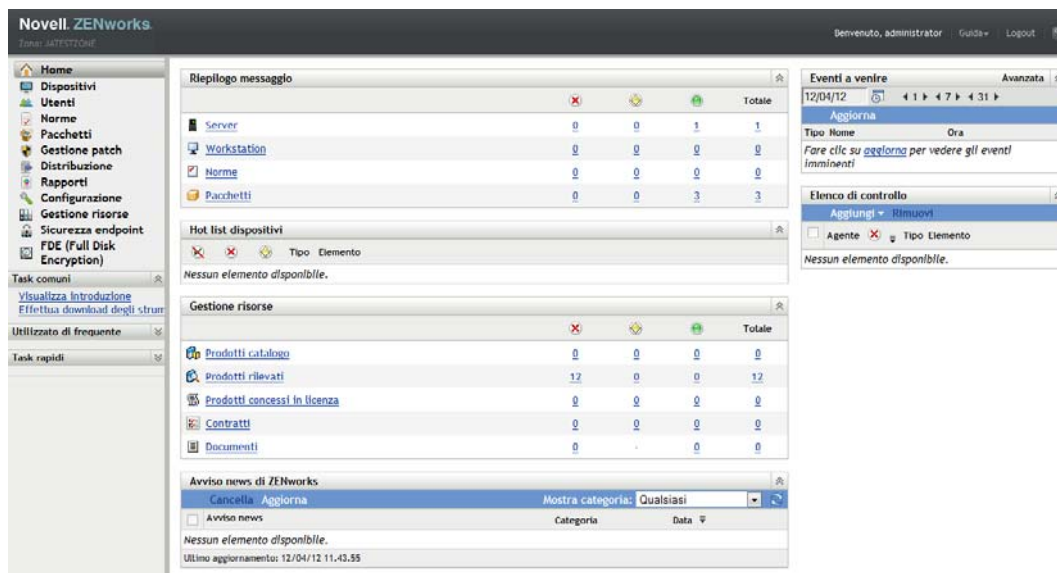 Novell. ZENworks.
Zona: JATESTZONE
Benvenuto, administrator Guida Logout
Home
Dispositivi
Utenti
Norme
Pacchetti
Gestione patch
Distribuzione
Rapporti
Configurazione
Gestione risorse
Sicurezza endpoint
FDE (Full Disk
Encryption)
Task comuni
Visualizza introduzione
Effettua download degli strum
Utilizzato di frequente
Task rapidi
Riepilogo messaggio
Totale
Server 0 0 1 1
Workstation 0 0 0 0
Norme 0 0 0 0
Pacchetti 0 0 3 3
Hot list dispositivi
Tipo Elemento
Nessun elemento disponibile.
Gestione risorse
Totale
Prodotti catalogo 0 0 0 0
Prodotti rilevati 12 0 0 12
Prodotti concessi in licenza 0 0 0 0
Contratti 0 0 0 0
Documenti 0 - 0 0
Avviso news di ZENworks
Cancella Aggiorna Mostra categoria: Qualsiasi
Avviso news Categoria Data
Nessun elemento disponibile.
Ultimo aggiornamento: 12/04/12 11.43.55
Eventi a venire Avanzata
12/04/12 1 7 31
Aggiorna
Tipo Nome Ora
Fare clic su aggiorna per vedere gli eventi
imminenti
Elenco di controllo
Aggiungi Rimuovi
Agente Tipo Elemento
Nessun elemento disponibile.